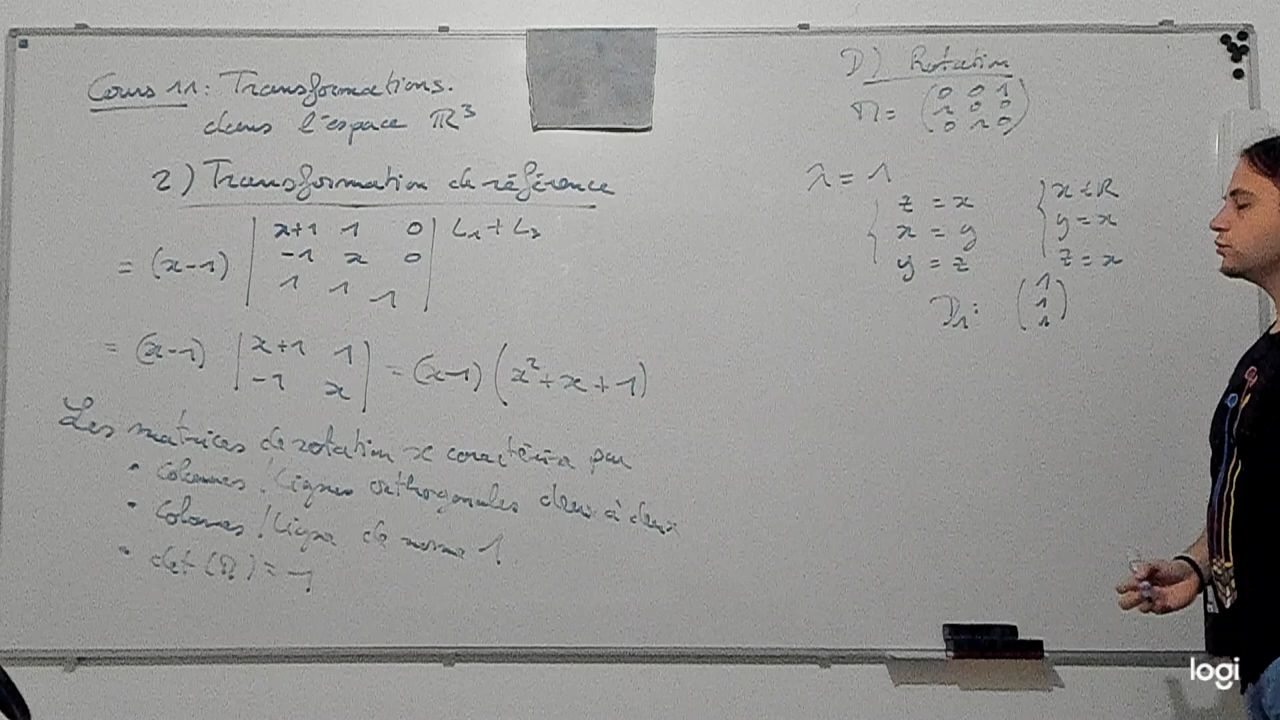 Cours 11: Transformations.
dans l'espace ℝ³
2) Transformation de référence
= (x-1) | x+1 1 0 | L₁ + L₃
| -1 x 0 |
| 1 1 -1 |
= (x-1) | x+1 1 | = (x-1) (x² + x + 1)
| -1 x |
Les matrices de rotation se caractérisa par
• colonnes / lignes orthogonales deux à deux
• colonnes / ligne de norme 1
• det(Ω) = 1
D) Rotation
Ω = ( 0 0 1 )
( 1 0 0 )
( 0 1 0 )
λ = 1
{ z = x { x ∈ ℝ
{ x = y { y = x
{ y = z { z = x
D₁: ( 1 )
( 1 )
( 1 )
logi